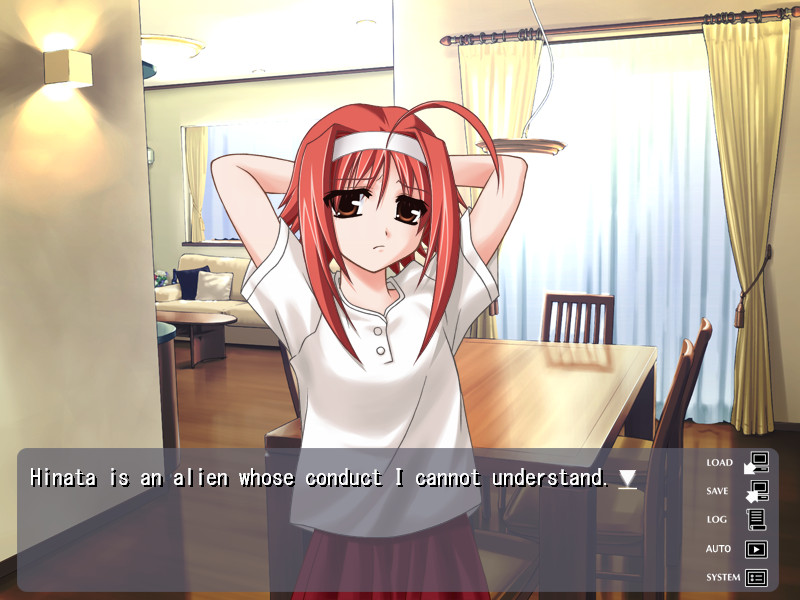 Hinata is an alien whose conduct I cannot understand.
LOAD
SAVE
LOG
AUTO
SYSTEM